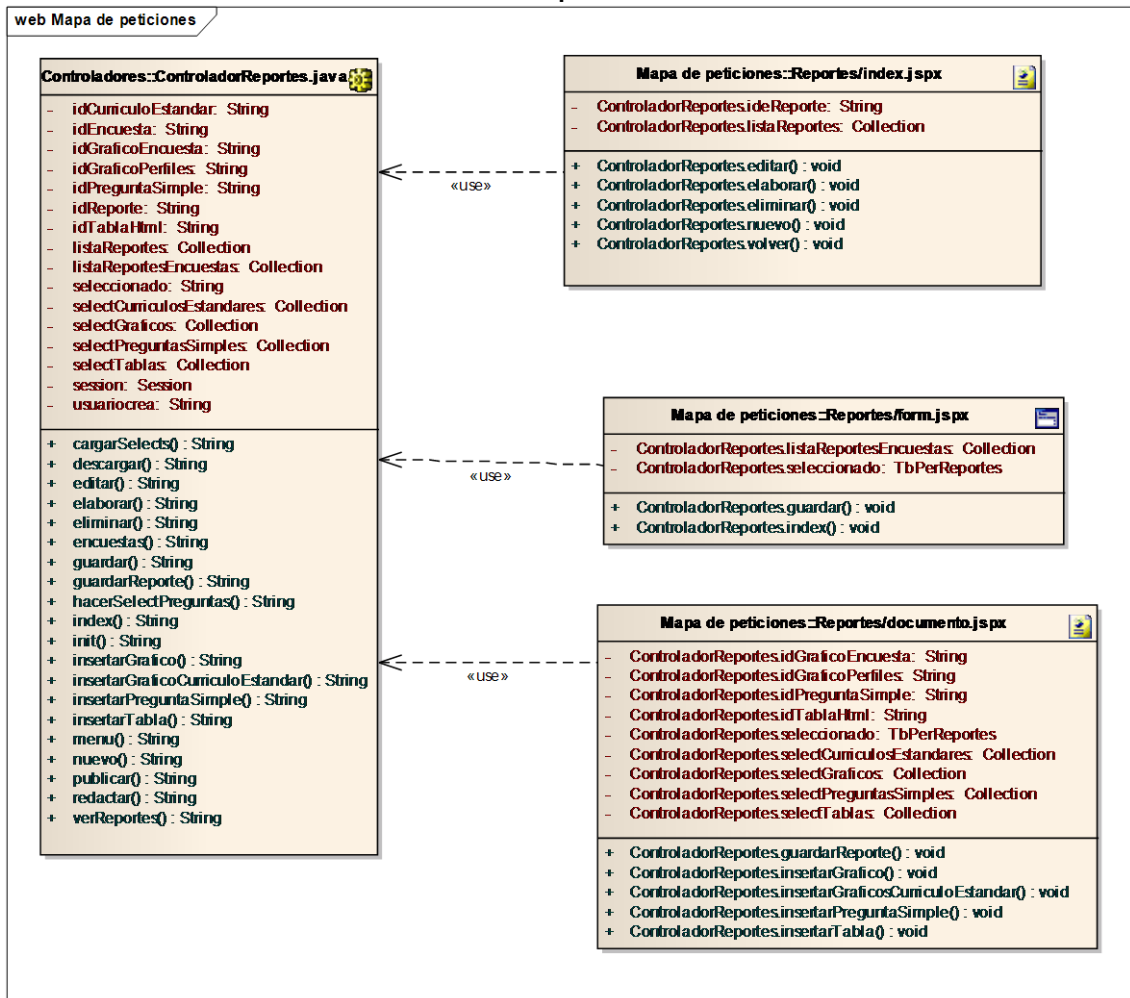 web Mapa de peticiones
Controladores::ControladorReportes.java
- idCurriculoEstandar: String
- idEncuesta: String
- idGraficoEncuesta: String
- idGraficoPerfiles: String
- idPreguntaSimple: String
- idReporte: String
- idTablaHtml: String
- listaReportes: Collection
- listaReportesEncuestas: Collection
- seleccionado: String
- selectCurriculosEstandares: Collection
- selectGraficos: Collection
- selectPreguntasSimples: Collection
- selectTablas: Collection
- session: Session
- usuariocrea: String
+ cargarSelects() : String
+ descargar() : String
+ editar() : String
+ elaborar() : String
+ eliminar() : String
+ encuestas() : String
+ guardar() : String
+ guardarReporte() : String
+ hacerSelectPreguntas() : String
+ index() : String
+ init() : String
+ insertarGrafico() : String
+ insertarGraficoCurriculoEstandar() : String
+ insertarPreguntaSimple() : String
+ insertarTabla() : String
+ menu() : String
+ nuevo() : String
+ publicar() : String
+ redactar() : String
+ verReportes() : String
«use»
Mapa de peticiones::Reportes/index.jspx
- ControladorReportes.ideReporte: String
- ControladorReportes.listaReportes: Collection
+ ControladorReportes.editar() : void
+ ControladorReportes.elaborar() : void
+ ControladorReportes.eliminar() : void
+ ControladorReportes.nuevo() : void
+ ControladorReportes.volver() : void
«use»
Mapa de peticiones::Reportes/form.jspx
- ControladorReportes.listaReportesEncuestas: Collection
- ControladorReportes.seleccionado: TbPerReportes
+ ControladorReportes.guardar() : void
+ ControladorReportes.index() : void
«use»
Mapa de peticiones::Reportes/documento.jspx
- ControladorReportes.idGraficoEncuesta: String
- ControladorReportes.idGraficoPerfiles: String
- ControladorReportes.idPreguntaSimple: String
- ControladorReportes.idTablaHtml: String
- ControladorReportes.seleccionado: TbPerReportes
- ControladorReportes.selectCurriculosEstandares: Collection
- ControladorReportes.selectGraficos: Collection
- ControladorReportes.selectPreguntasSimples: Collection
- ControladorReportes.selectTablas: Collection
+ ControladorReportes.guardarReporte() : void
+ ControladorReportes.insertarGrafico() : void
+ ControladorReportes.insertarGraficosCurriculoEstandar() : void
+ ControladorReportes.insertarPreguntaSimple() : void
+ ControladorReportes.insertarTabla() : void